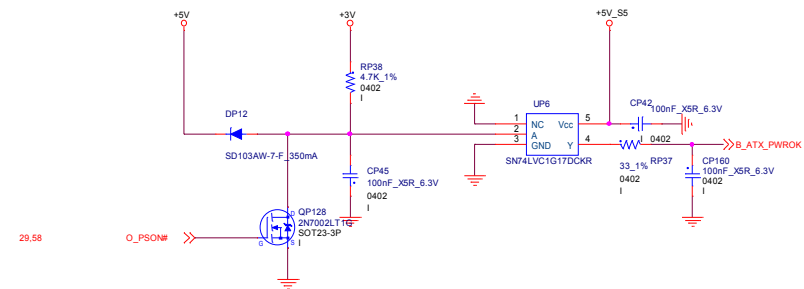 +5V
+3V
+5V_S5
RP38
4.7K_1%
0402
I
DP12
SD103AW-7-F_350mA
UP6
1
NC
Vcc
5
2
A
3
GND
Y
4
SN74LVC1G17DCKR
CP42
100nF_X5R_6.3V
0402
I
33_1%
RP37
0402
I
B_ATX_PWROK
CP160
100nF_X5R_6.3V
0402
I
CP45
100nF_X5R_6.3V
0402
I
QP128
2N7002LT1G
SOT23-3P
I
D
G
S
29,58
O_PSON#